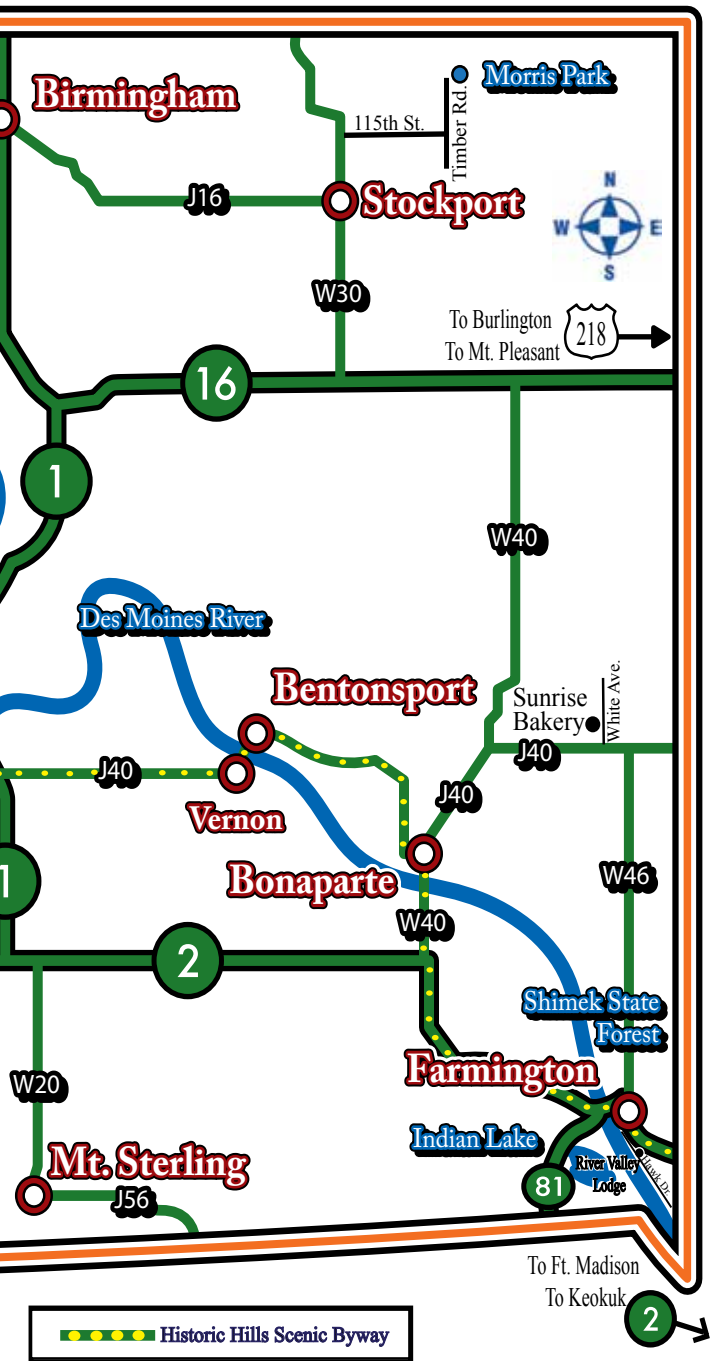 Morris Park
Birmingham
115th St.
Timber Rd.
N
J16
Stockport
W
E
S
W30
To Burlington
To Mt. Pleasant
218
16
1
W40
Des Moines River
Bentonsport
White Ave.
Sunrise
Bakery
J40
J40
J40
Vernon
Bonaparte
W46
1
W40
2
Shimek State
Forest
Farmington
W20
Indian Lake
Mt. Sterling
River Valley
Lodge
Hawk Dr.
81
J56
To Ft. Madison
To Keokuk
2
Historic Hills Scenic Byway